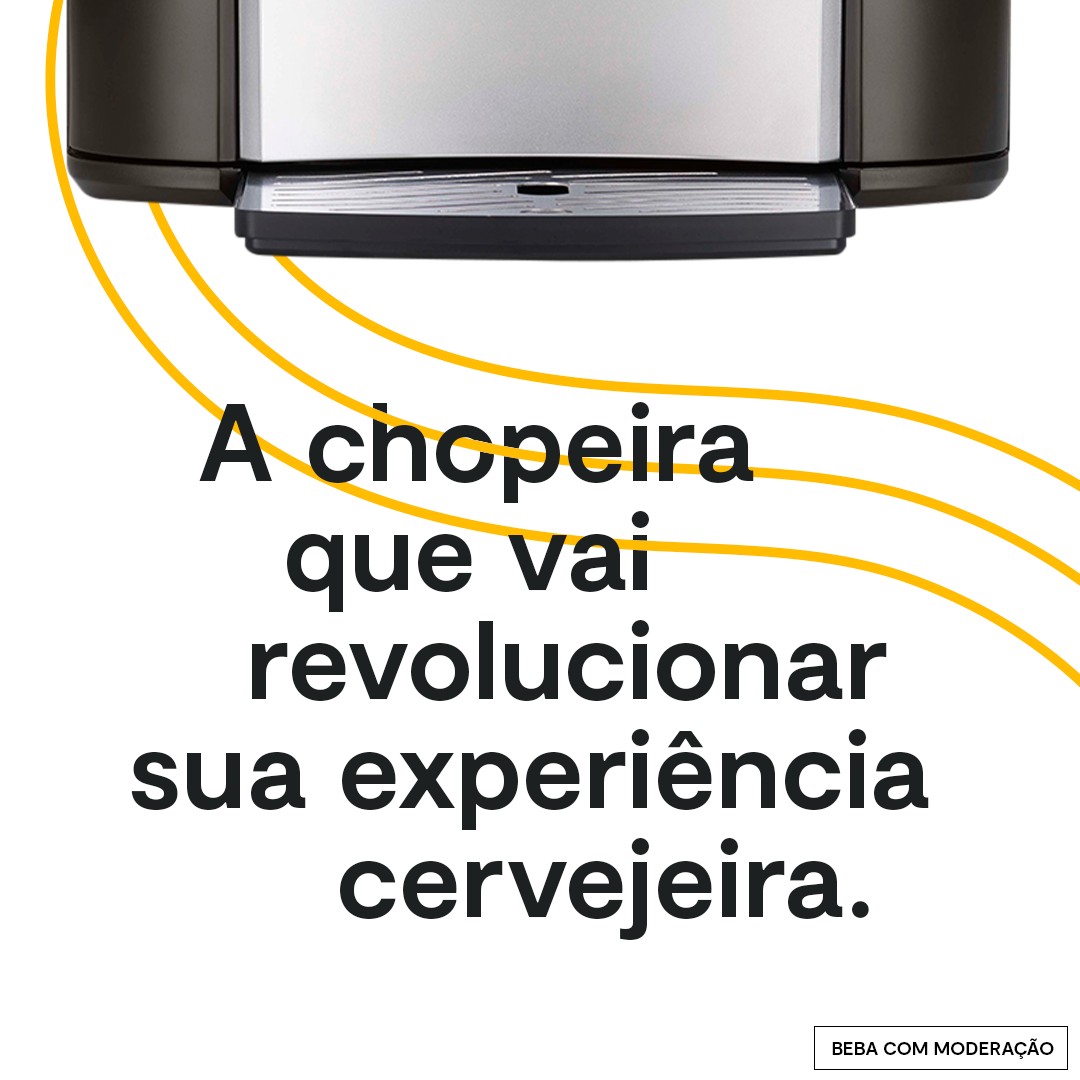 A chopeira
que vai
revolucionar
sua experiência
cervejeira.
BEBA COM MODERAÇÃO